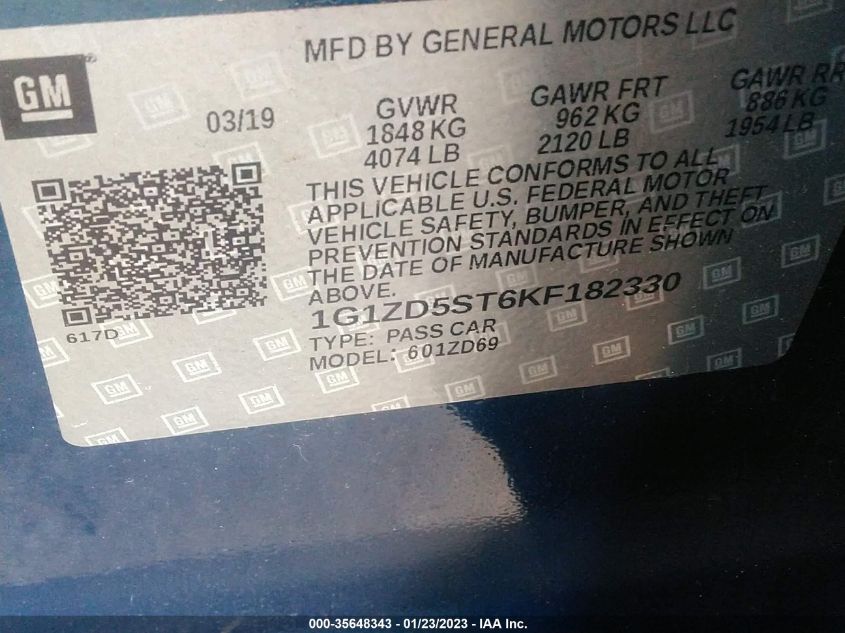 MFD BY GENERAL MOTORS LLC
GM
03/19
GVWR GAWR FRT GAWR RR
1848 KG 962 KG 886 KG
4074 LB 2120 LB 1954 LB
THIS VEHICLE CONFORMS TO ALL
APPLICABLE U.S. FEDERAL MOTOR
VEHICLE SAFETY, BUMPER, AND THEFT
PREVENTION STANDARDS IN EFFECT ON
THE DATE OF MANUFACTURE SHOWN
ABOVE.
1G1ZD5ST6KF182330
617D
TYPE: PASS CAR
MODEL: 601ZD69
000-35648343 / 01/23/2023 - IAA Inc.